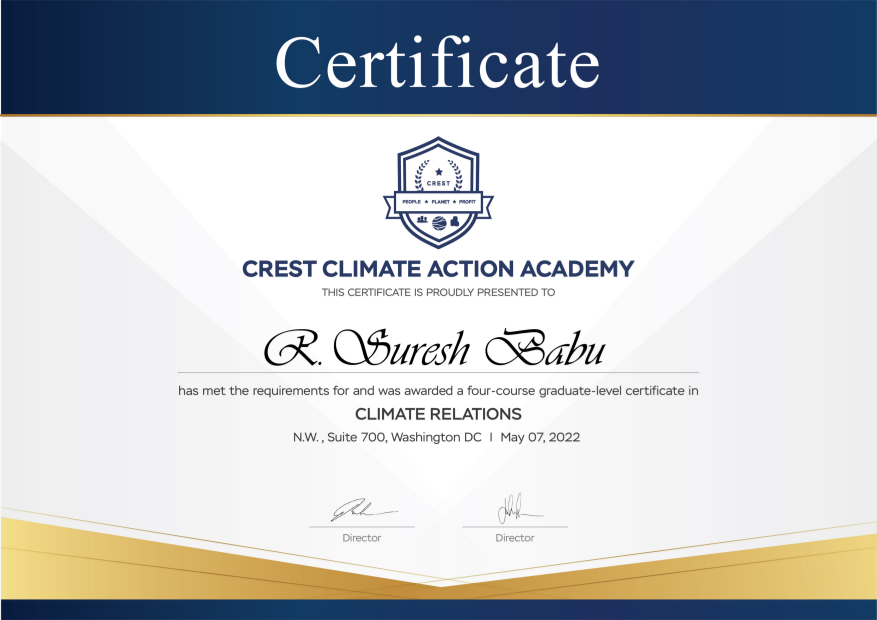 Certificate
CREST
PEOPLE ★ PLANET ★ PROFIT
CREST CLIMATE ACTION ACADEMY
THIS CERTIFICATE IS PROUDLY PRESENTED TO
R. Suresh Babu
has met the requirements for and was awarded a four-course graduate-level certificate in
CLIMATE RELATIONS
N.W. , Suite 700, Washington DC I May 07, 2022
Director
Director